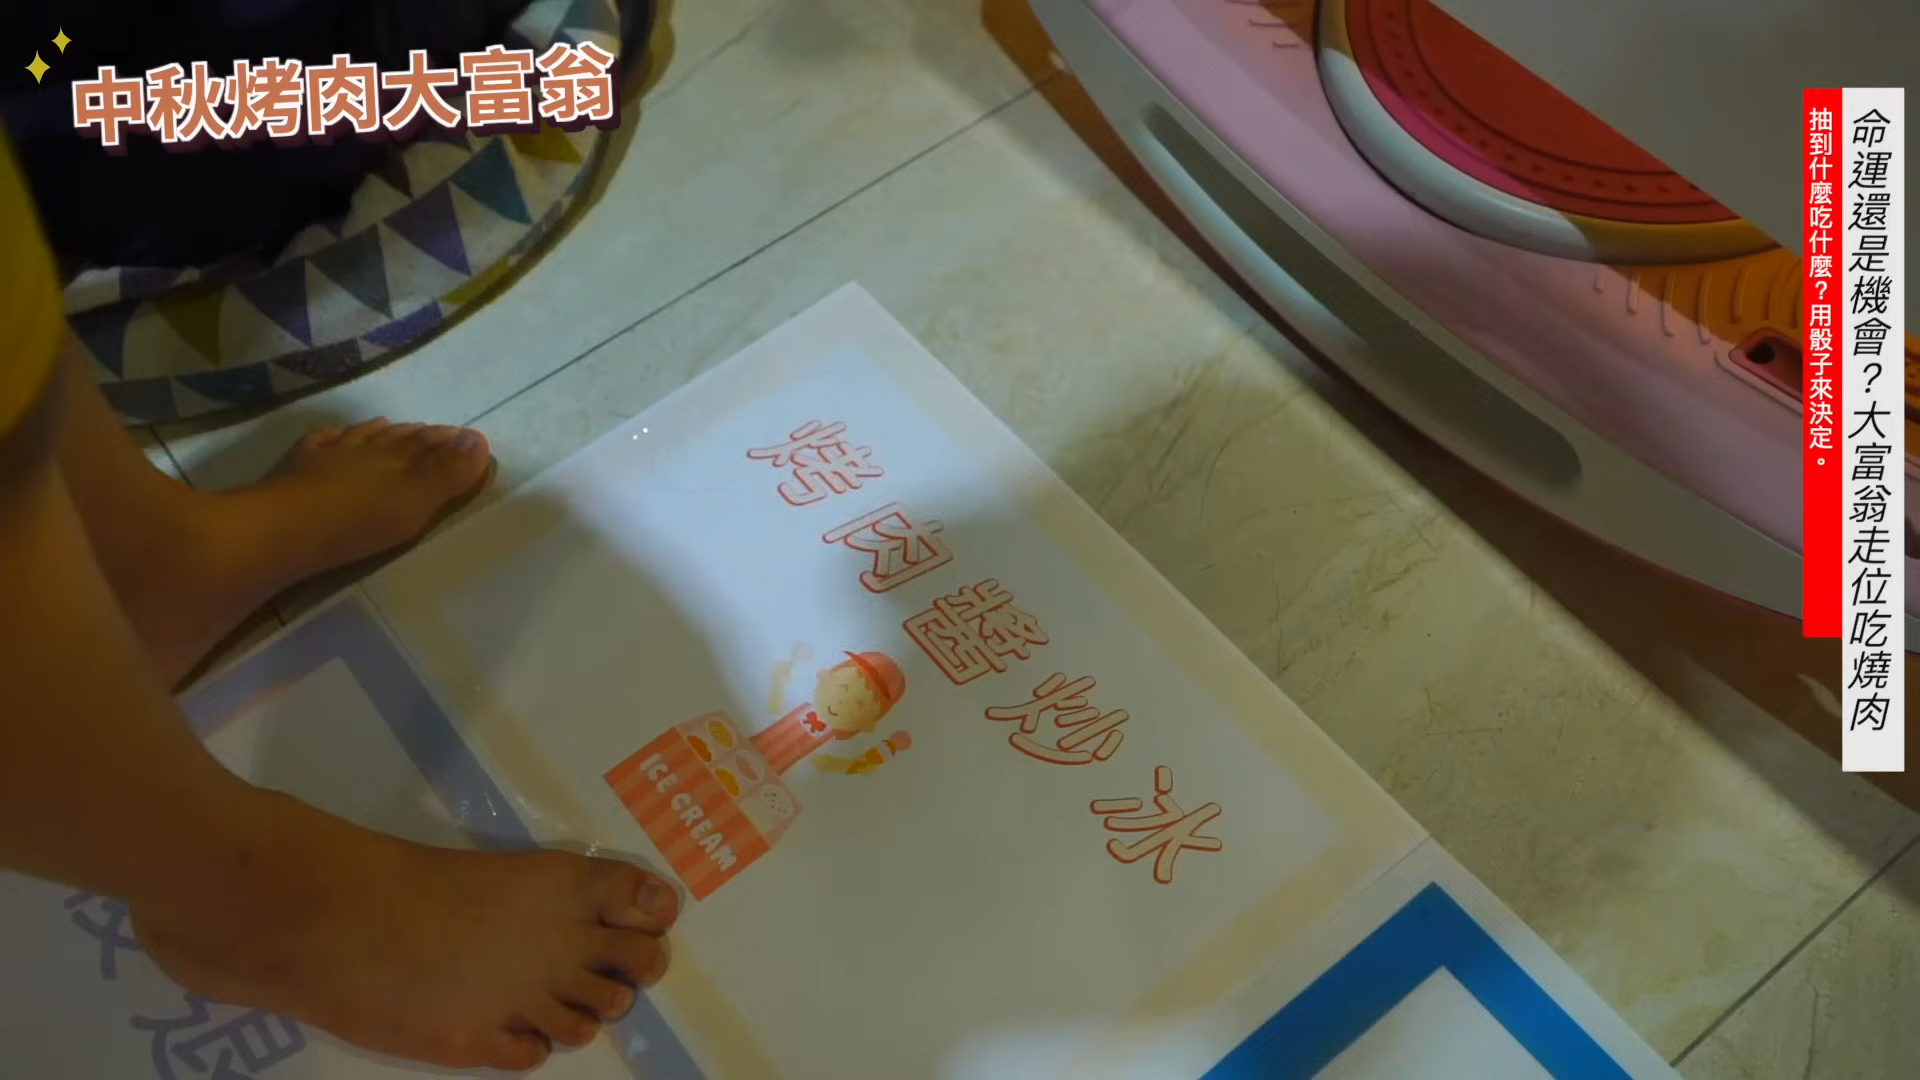 中秋烤肉大富翁
命運還是機會？大富翁走位吃燒肉
抽到什麼吃什麼？用骰子來決定。
烤肉醬炒冰
ICE CREAM
退